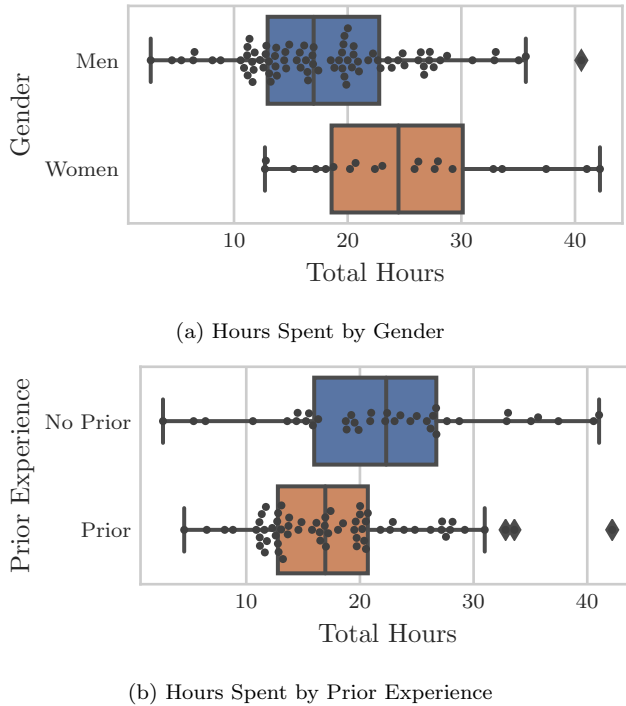 Gender
Men
Women
10 20 30 40
Total Hours
(a) Hours Spent by Gender
Prior Experience
No Prior
Prior
10 20 30 40
Total Hours
(b) Hours Spent by Prior Experience